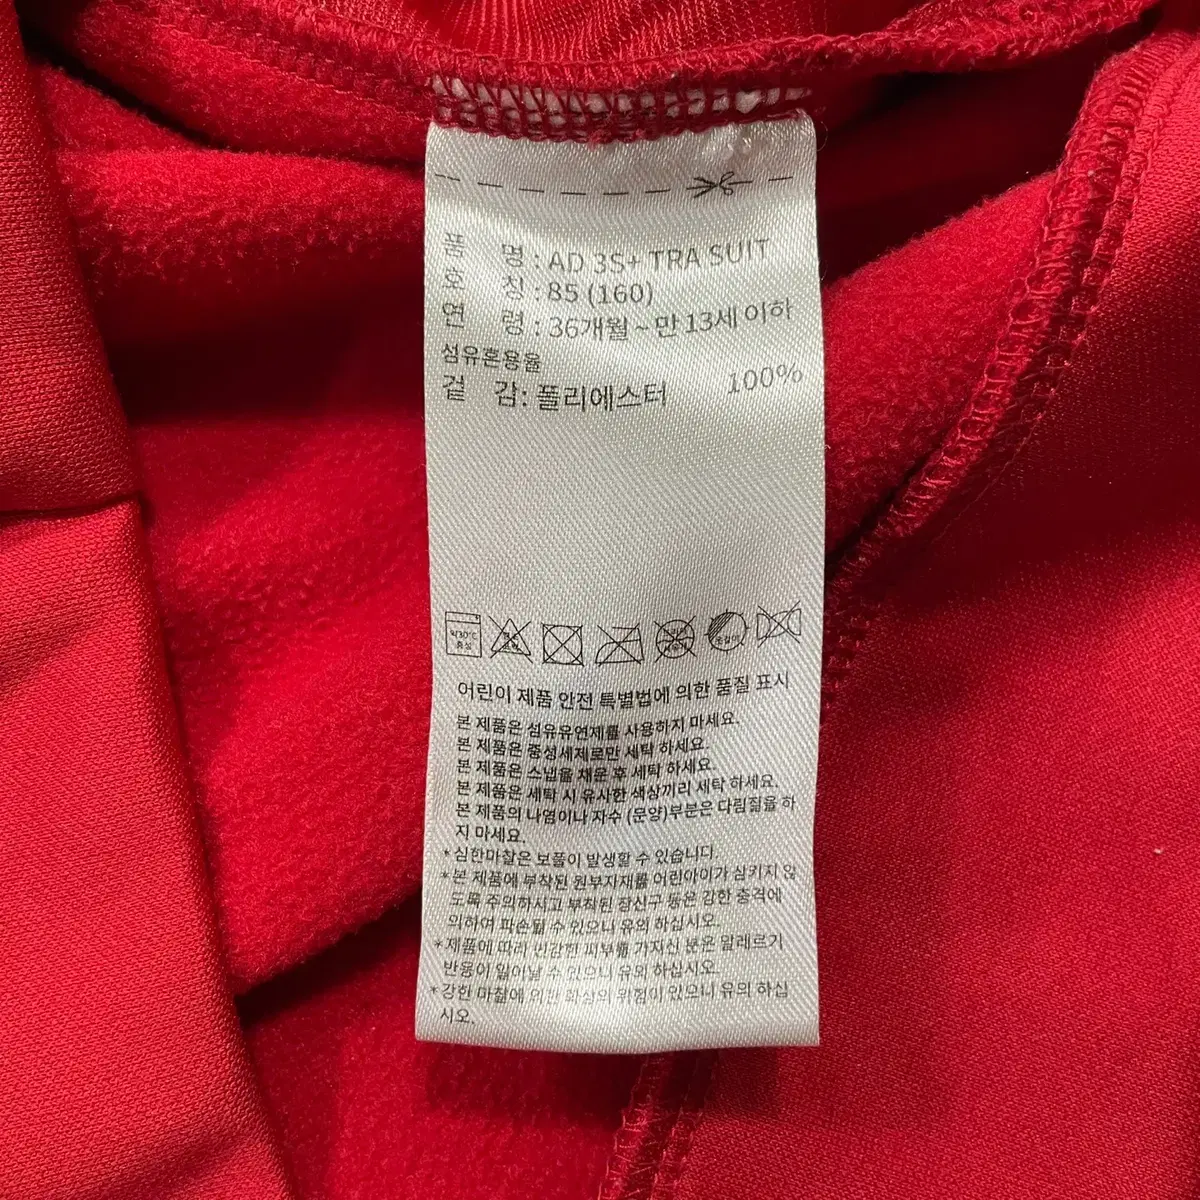 품 명 : AD 3S+ TRA SUIT
호 칭 : 85 (160)
연 령 : 36개월 ~ 만 13세 이하
섬유혼용율
겉 감: 폴리에스터 100%
약30°C
중성
어린이 제품 안전 특별법에 의한 품질 표시
본 제품은 섬유유연제를 사용하지 마세요.
본 제품은 중성세제로만 세탁 하세요.
본 제품은 스냅을 채운 후 세탁 하세요.
본 제품은 세탁 시 유사한 색상끼리 세탁 하세요.
본 제품의 나염이나 자수 (문양)부분은 다림질을 하
지 마세요.
*심한마찰은 보풀이 발생할 수 있습니다.
*본 제품에 부착된 원부자재를 어린아이가 삼키지 않
도록 주의하시고 부착된 장신구 등은 강한 충격에
의하여 파손될 수 있으니 유의 하십시오.
*제품에 따라 민감한 피부를 가지신 분은 알레르기
반응이 일어날 수 있으니 유의 하십시오.
*강한 마찰에 의한 화상의 위험이 있으니 유의 하십
시오.